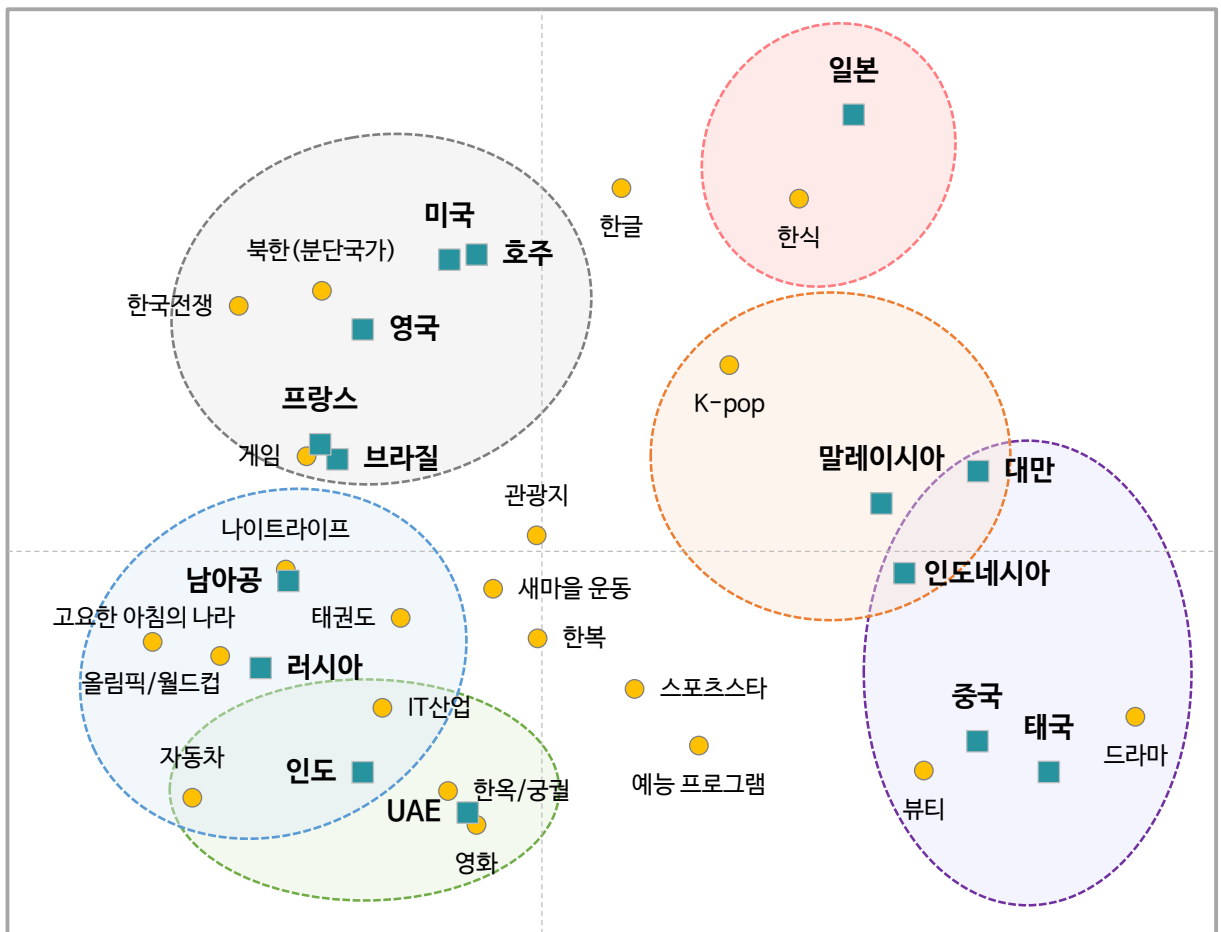 일본
미국
한글
한식
북한(분단국가)
호주
한국전쟁
영국
프랑스
K-pop
게임
브라질
말레이시아
대만
관광지
나이트라이프
남아공
인도네시아
새마을 운동
고요한 아침의 나라
태권도
한복
올림픽/월드컵
러시아
스포츠스타
중국
IT산업
태국
자동차
드라마
인도
한옥/궁궐
예능 프로그램
UAE
뷰티
영화